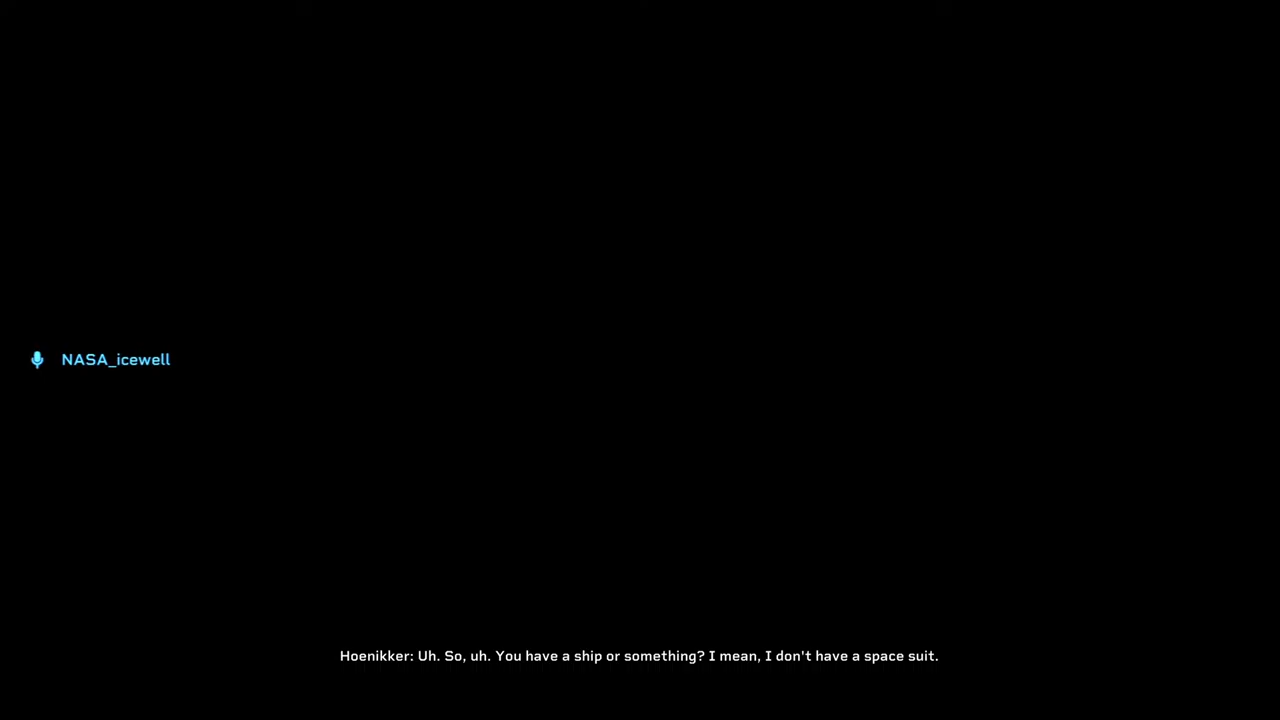 NASA_icewell
Hoenikker: Uh. So, uh. You have a ship or something? I mean, I don't have a space suit.